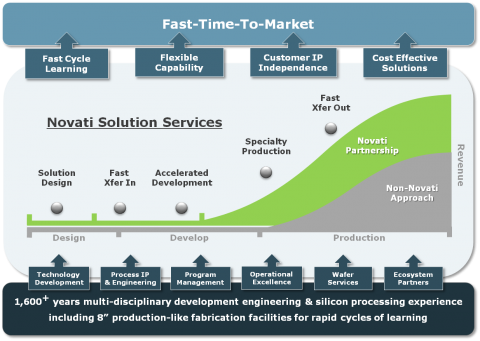 Fast-Time-To-Market
Fast Cycle
Learning
Flexible
Capability
Customer IP
Independence
Cost Effective
Solutions
Novati Solution Services
Fast
Xfer Out
Specialty
Production
Novati
Partnership
Solution
Design
Fast
Xfer In
Accelerated
Development
Non-Novati
Approach
Revenue
Design
Develop
Production
Technology
Development
Process IP
& Engineering
Program
Management
Operational
Excellence
Wafer
Services
Ecosystem
Partners
1,600+ years multi-disciplinary development engineering & silicon processing experience
including 8” production-like fabrication facilities for rapid cycles of learning